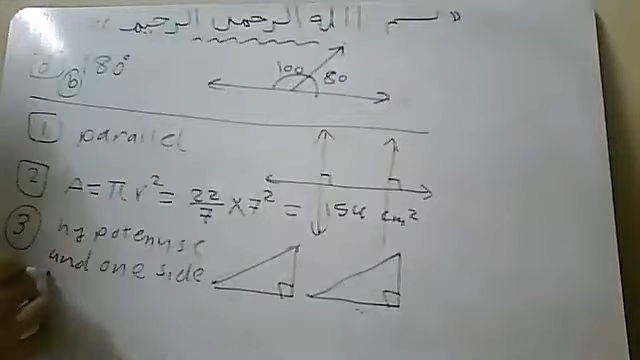 " بسم الله الرحمن الرحيم "
6 180°
100 80
1 parallel
2 A = π r² = 22/7 × 7² = 154 cm²
3 hypotenuse
and one side